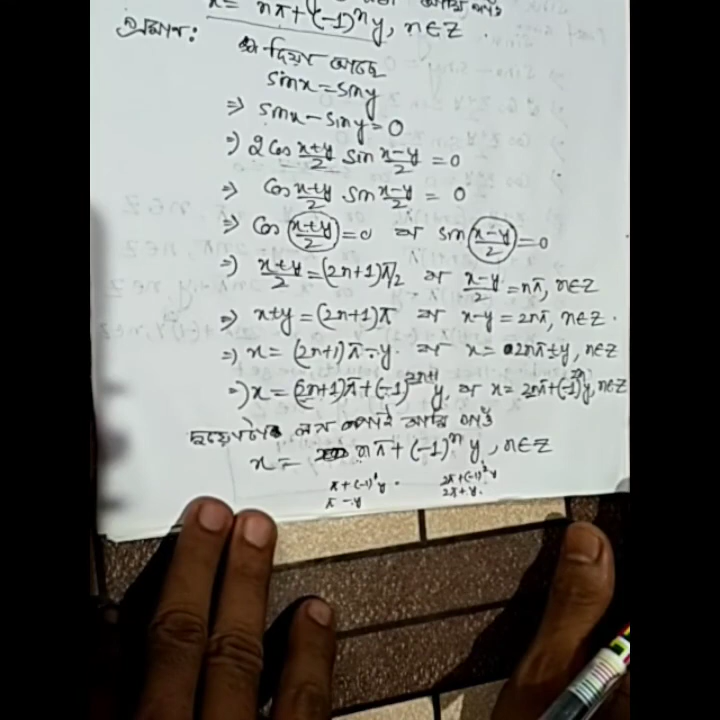 x = nπ+(-1)ⁿy, n∈Z.
প্রমাণ:
দিয়া আছে
sinx = siny
⇒ sinx - siny = 0
⇒ 2cos (x+y)/2 sin (x-y)/2 = 0
⇒ cos (x+y)/2 sin (x-y)/2 = 0
⇒ cos (x+y)/2 = 0 বা sin (x-y)/2 = 0
⇒ (x+y)/2 = (2n+1)π/2 বা (x-y)/2 = nπ, n∈Z
⇒ x+y = (2n+1)π বা x-y = 2nπ, n∈Z.
⇒ x = (2n+1)π-y. বা x = 2nπ+y, n∈Z
⇒ x = (2n+1)π+(-1)²ⁿ⁺¹y, বা x = 2nπ+(-1)²ⁿy, n∈Z
আমি পাওঁ
x = nπ+(-1)ⁿy, n∈Z
π+(-1)¹y. 2π+(-1)²y
π-y 2π+y.